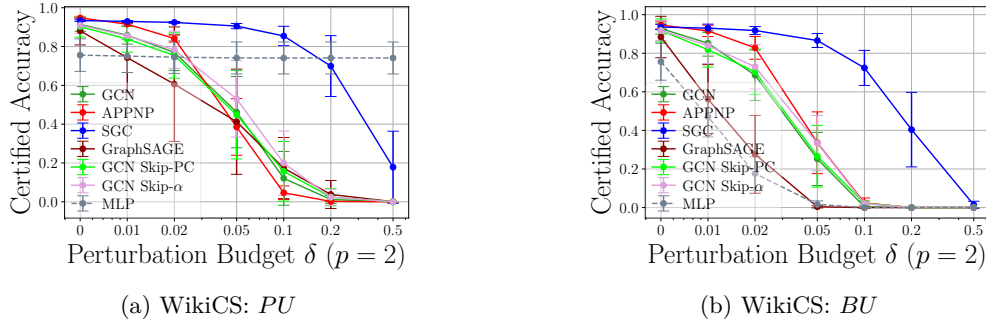 Certified Accuracy
1.0
0.8
0.6
0.4
0.2
0.0
GCN
APPNP
SGC
GraphSAGE
GCN Skip-PC
GCN Skip-α
MLP
0 0.01 0.02 0.05 0.1 0.2 0.5
Perturbation Budget δ (p = 2)
(a) WikiCS: PU
Certified Accuracy
1.0
0.8
0.6
0.4
0.2
0.0
GCN
APPNP
SGC
GraphSAGE
GCN Skip-PC
GCN Skip-α
MLP
0 0.01 0.02 0.05 0.1 0.2 0.5
Perturbation Budget δ (p = 2)
(b) WikiCS: BU